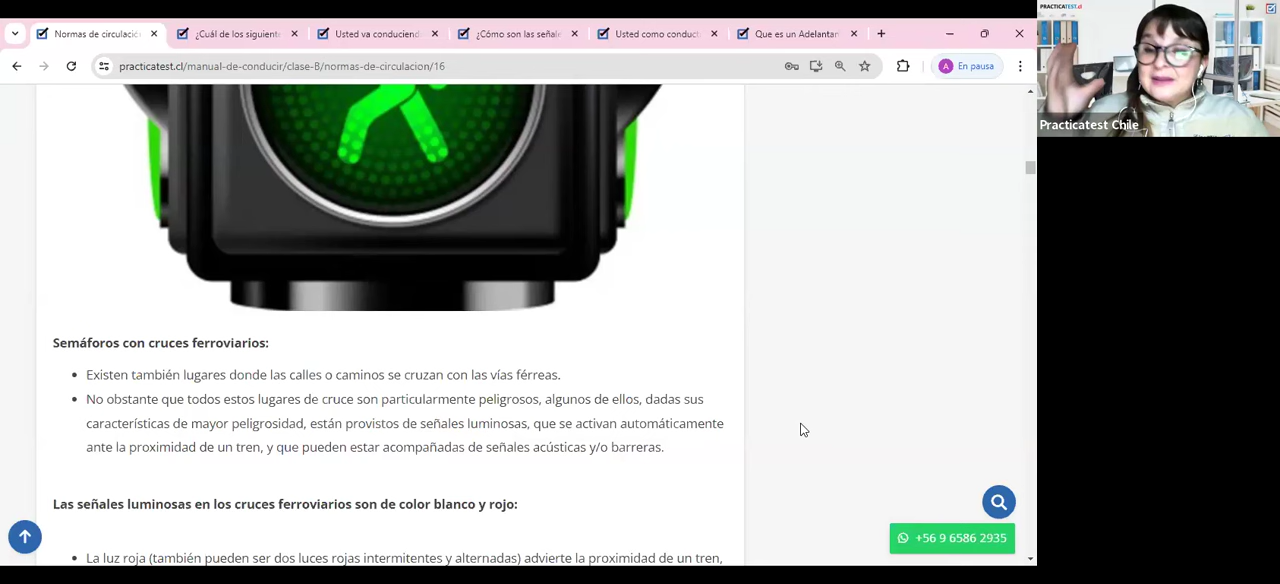 Normas de circulació
¿Cuál de los siguient
Usted va conduciend
¿Cómo son las señale
Usted como conduct
Que es un Adelantar
practicatest.cl/manual-de-conducir/clase-B/normas-de-circulacion/16
A
En pausa
PRACTICATEST.cl
Practicatest Chile
Semáforos con cruces ferroviarios:
Existen también lugares donde las calles o caminos se cruzan con las vías férreas.
No obstante que todos estos lugares de cruce son particularmente peligrosos, algunos de ellos, dadas sus
características de mayor peligrosidad, están provistos de señales luminosas, que se activan automáticamente
ante la proximidad de un tren, y que pueden estar acompañadas de señales acústicas y/o barreras.
Las señales luminosas en los cruces ferroviarios son de color blanco y rojo:
+56 9 6586 2935
La luz roja (también pueden ser dos luces rojas intermitentes y alternadas) advierte la proximidad de un tren,